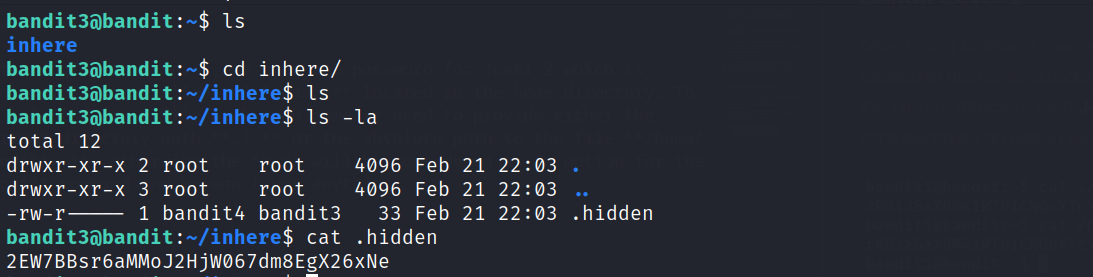 bandit3@bandit:~$ ls
inhere
bandit3@bandit:~$ cd inhere/
bandit3@bandit:~/inhere$ ls
bandit3@bandit:~/inhere$ ls -la
total 12
drwxr-xr-x 2 root    root    4096 Feb 21 22:03 .
drwxr-xr-x 3 root    root    4096 Feb 21 22:03 ..
-rw-r----- 1 bandit4 bandit3   33 Feb 21 22:03 .hidden
bandit3@bandit:~/inhere$ cat .hidden
2EW7BBsr6aMMoJ2HjW067dm8EgX26xNe